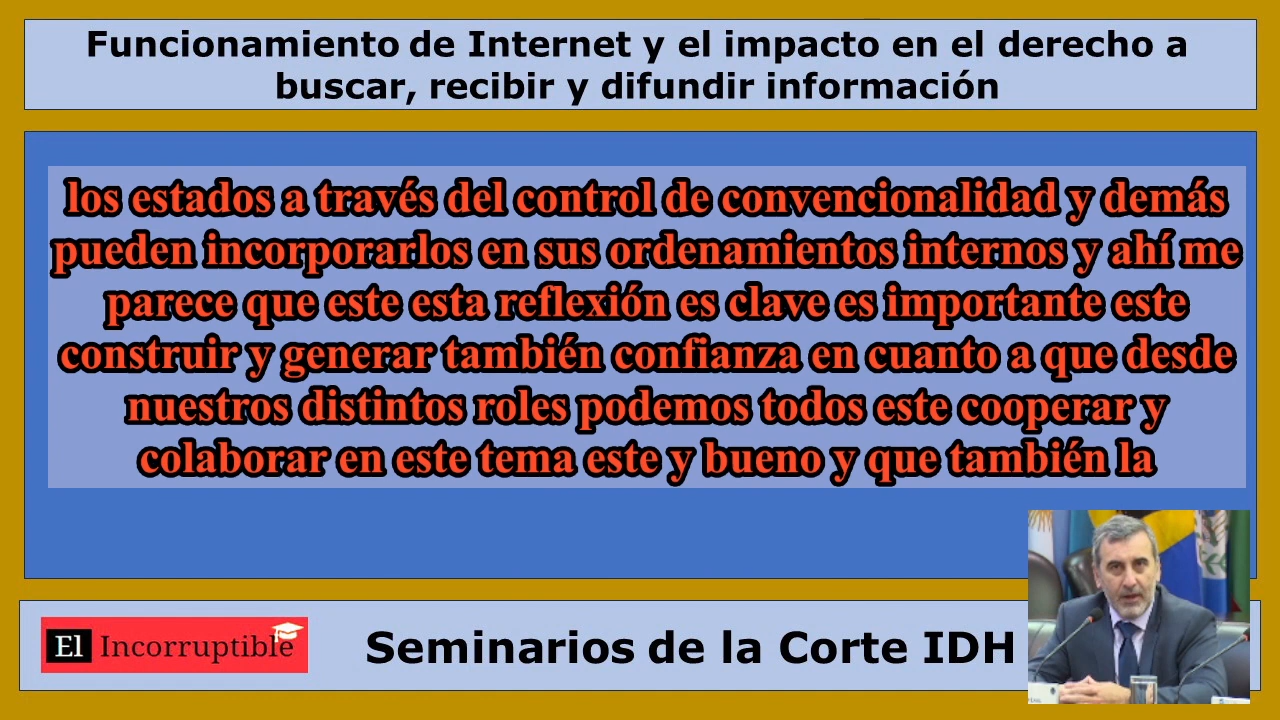 Funcionamiento de Internet y el impacto en el derecho a
buscar, recibir y difundir información
los estados a través del control de convencionalidad y demás
pueden incorporarlos en sus ordenamientos internos y ahí me
parece que este esta reflexión es clave es importante este
construir y generar también confianza en cuanto a que desde
nuestros distintos roles podemos todos este cooperar y
colaborar en este tema este y bueno y que también la
El Incorruptible
Seminarios de la Corte IDH